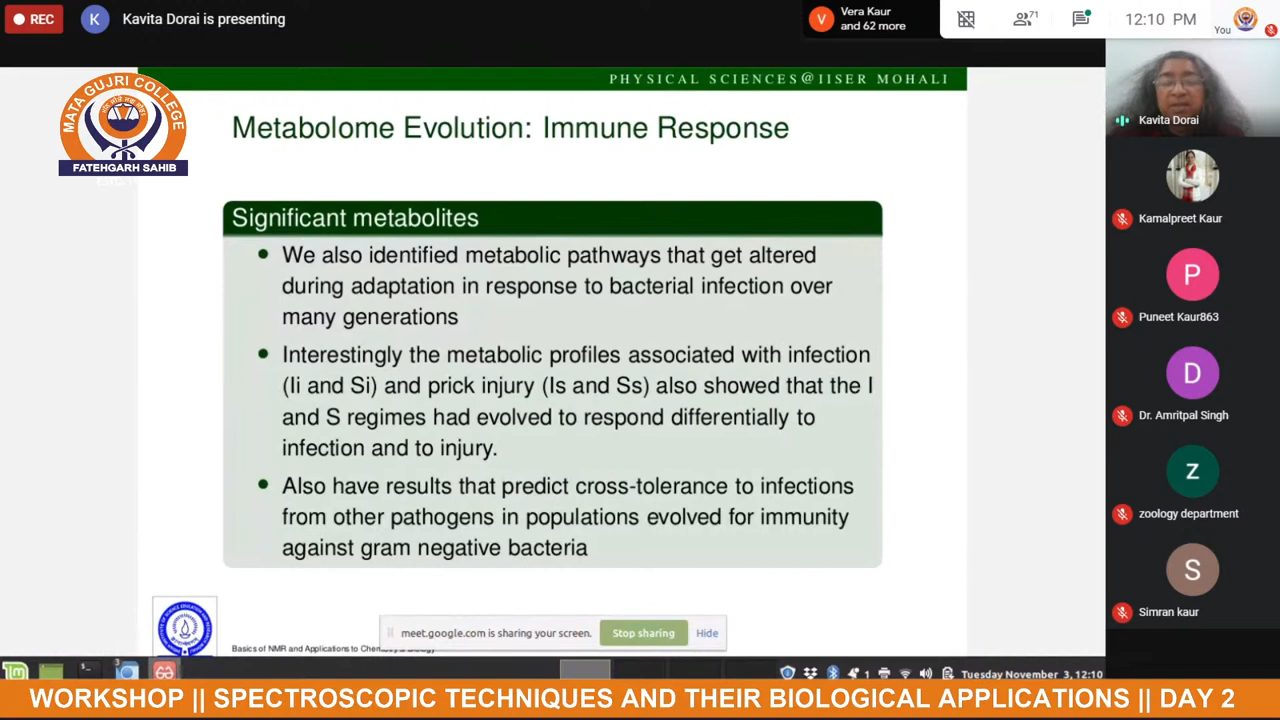 REC
K
Kavita Dorai is presenting
V
Vera Kaur
and 62 more
71
12:10 PM
You
PHYSICAL SCIENCES@IISER MOHALI
MATA GUJRI COLLEGE
FATEHGARH SAHIB
Metabolome Evolution: Immune Response
Significant metabolites
We also identified metabolic pathways that get altered
during adaptation in response to bacterial infection over
many generations
Interestingly the metabolic profiles associated with infection
(Ii and Si) and prick injury (Is and Ss) also showed that the I
and S regimes had evolved to respond differentially to
infection and to injury.
Also have results that predict cross-tolerance to infections
from other pathogens in populations evolved for immunity
against gram negative bacteria
Kavita Dorai
Kamalpreet Kaur
P
Puneet Kaur863
D
Dr. Amritpal Singh
z
zoology department
S
Simran kaur
meet.google.com is sharing your screen.
Stop sharing
Hide
Basics of NMR and Applications to Chemistry & Biology
3
1
Tuesday November 3, 12:10
WORKSHOP || SPECTROSCOPIC TECHNIQUES AND THEIR BIOLOGICAL APPLICATIONS || DAY 2